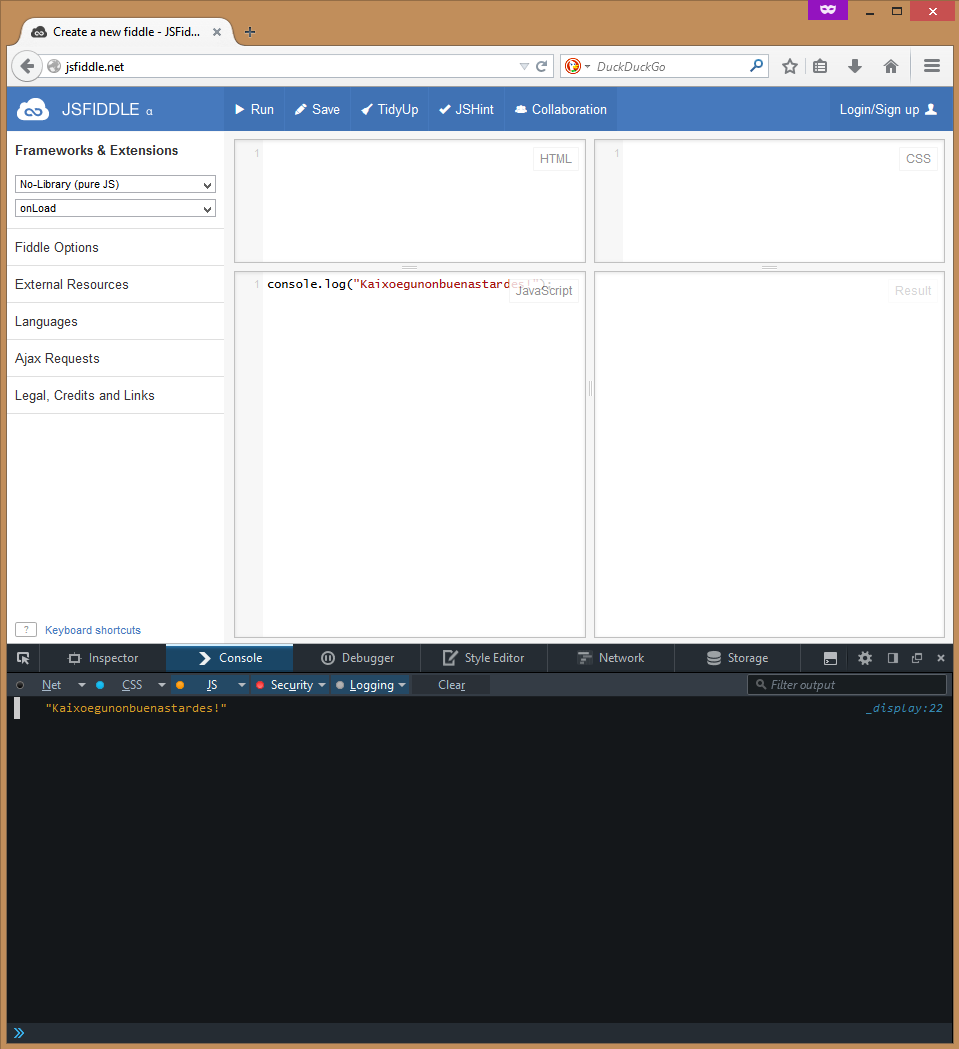 Create a new fiddle - JSFid...
jsfiddle.net
DuckDuckGo
JSFIDDLE α
Run Save TidyUp JSHint Collaboration Login/Sign up
Frameworks & Extensions
No-Library (pure JS)
onLoad
Fiddle Options
External Resources
Languages
Ajax Requests
Legal, Credits and Links
? Keyboard shortcuts
1 HTML
1 CSS
1 console.log("Kaixoegunonbuenastardes!");
JavaScript
Result
Inspector Console Debugger Style Editor Network Storage
Net CSS JS Security Logging Clear Filter output
"Kaixoegunonbuenastardes!" _display:22